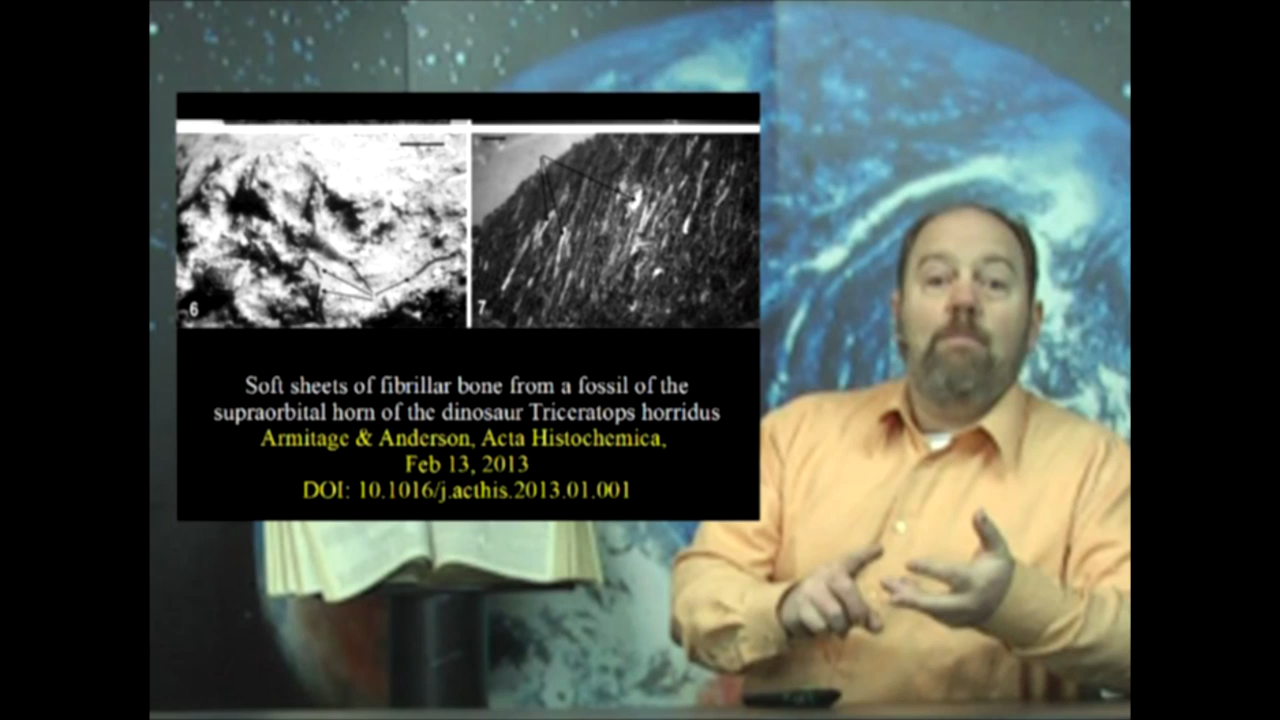 6
7
Soft sheets of fibrillar bone from a fossil of the
supraorbital horn of the dinosaur Triceratops horridus
Armitage & Anderson, Acta Histochemica,
Feb 13, 2013
DOI: 10.1016/j.acthis.2013.01.001